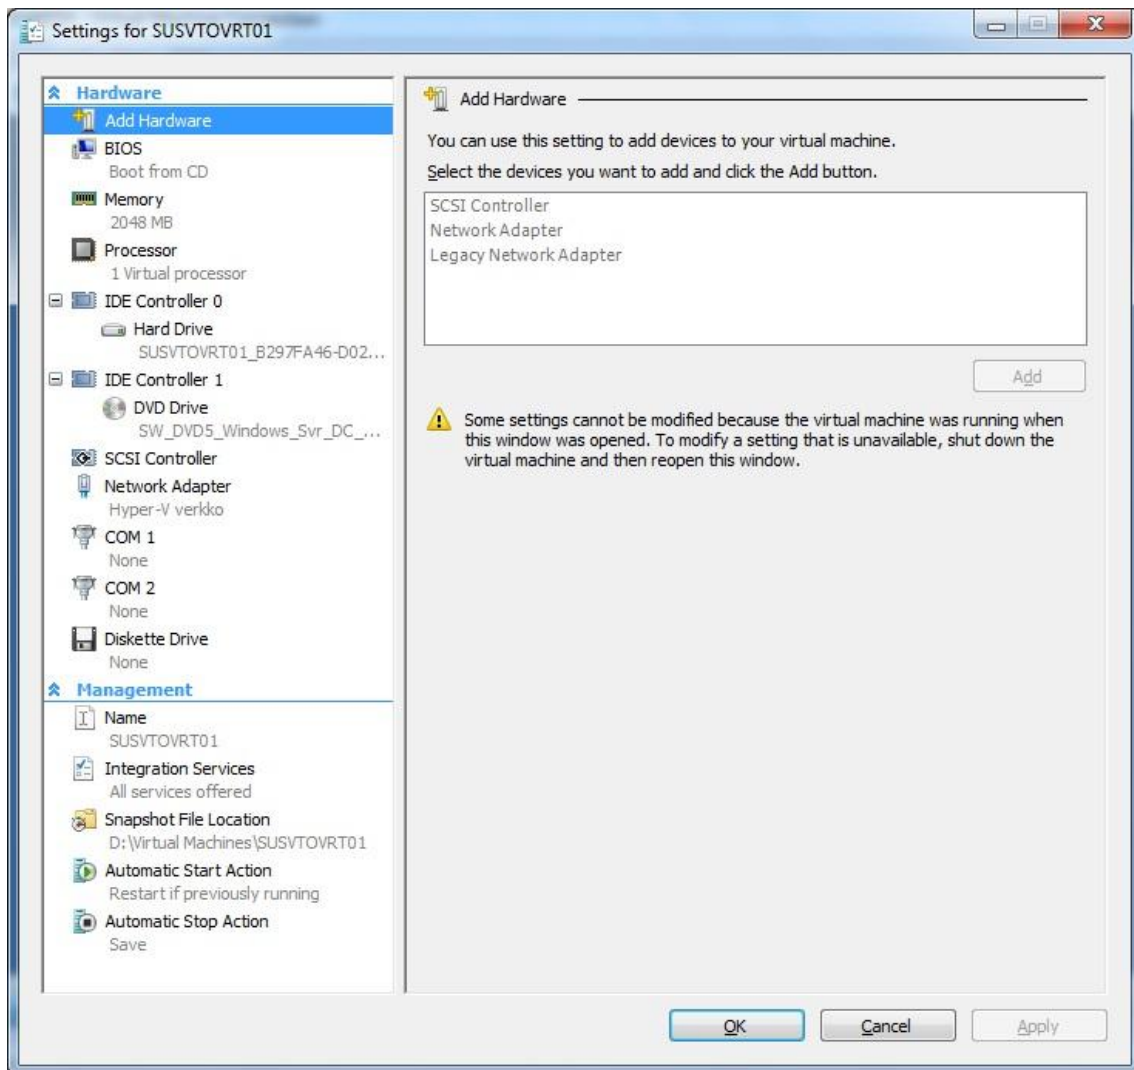 Settings for SUSVTOVRT01
Hardware
Add Hardware
BIOS
Boot from CD
Memory
2048 MB
Processor
1 Virtual processor
IDE Controller 0
Hard Drive
SUSVTOVRT01_B297FA46-D02...
IDE Controller 1
DVD Drive
SW_DVD5_Windows_Svr_DC_...
SCSI Controller
Network Adapter
Hyper-V verkko
COM 1
None
COM 2
None
Diskette Drive
None
Management
Name
SUSVTOVRT01
Integration Services
All services offered
Snapshot File Location
D:\Virtual Machines\SUSVTOVRT01
Automatic Start Action
Restart if previously running
Automatic Stop Action
Save
Add Hardware
You can use this setting to add devices to your virtual machine.
Select the devices you want to add and click the Add button.
SCSI Controller
Network Adapter
Legacy Network Adapter
Add
Some settings cannot be modified because the virtual machine was running when
this window was opened. To modify a setting that is unavailable, shut down the
virtual machine and then reopen this window.
OK
Cancel
Apply